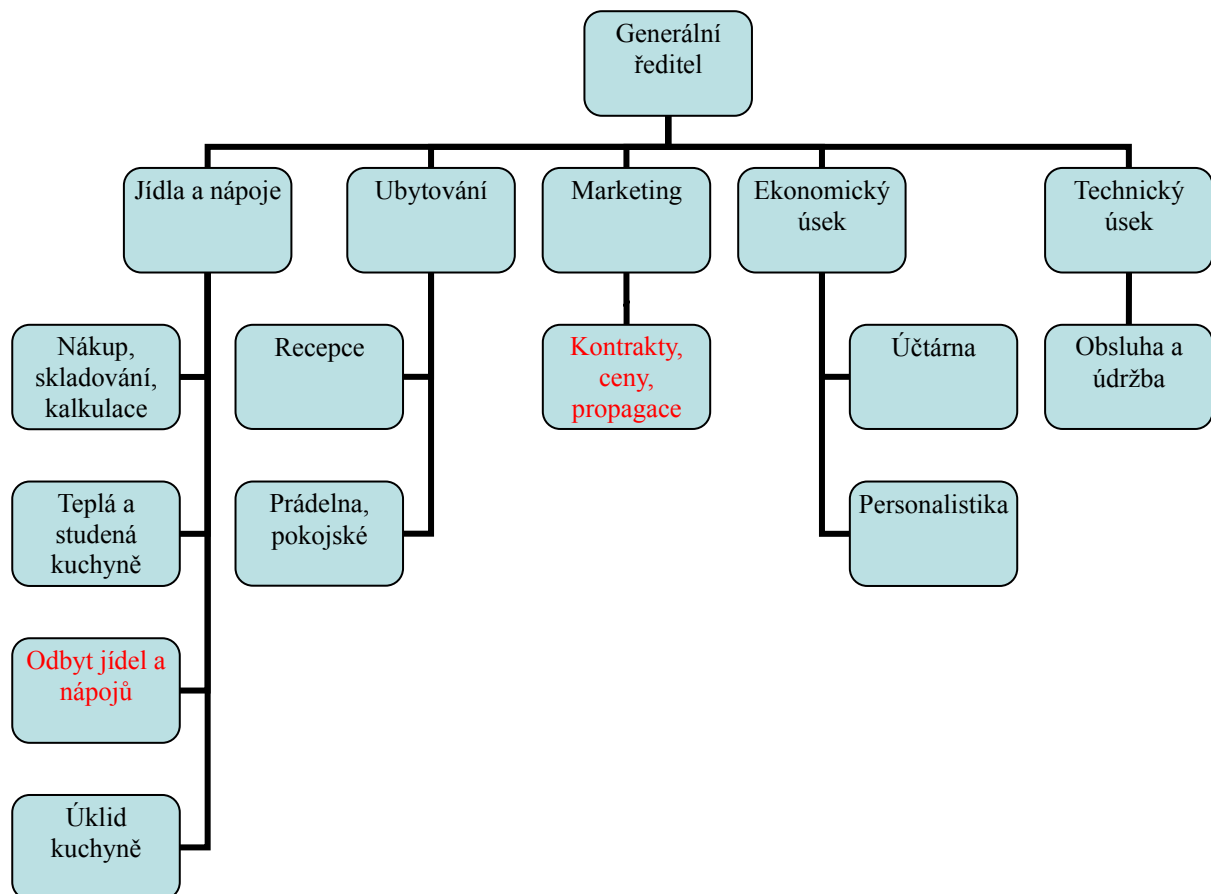 Generální
ředitel
Jídla a nápoje
Ubytování
Marketing
Ekonomický
úsek
Technický
úsek
Nákup,
skladování,
kalkulace
Recepce
Kontrakty,
ceny,
propagace
Účtárna
Obsluha a
údržba
Teplá a
studená
kuchyně
Prádelna,
pokojské
Personalistika
Odbyt jídel a
nápojů
Úklid
kuchyně